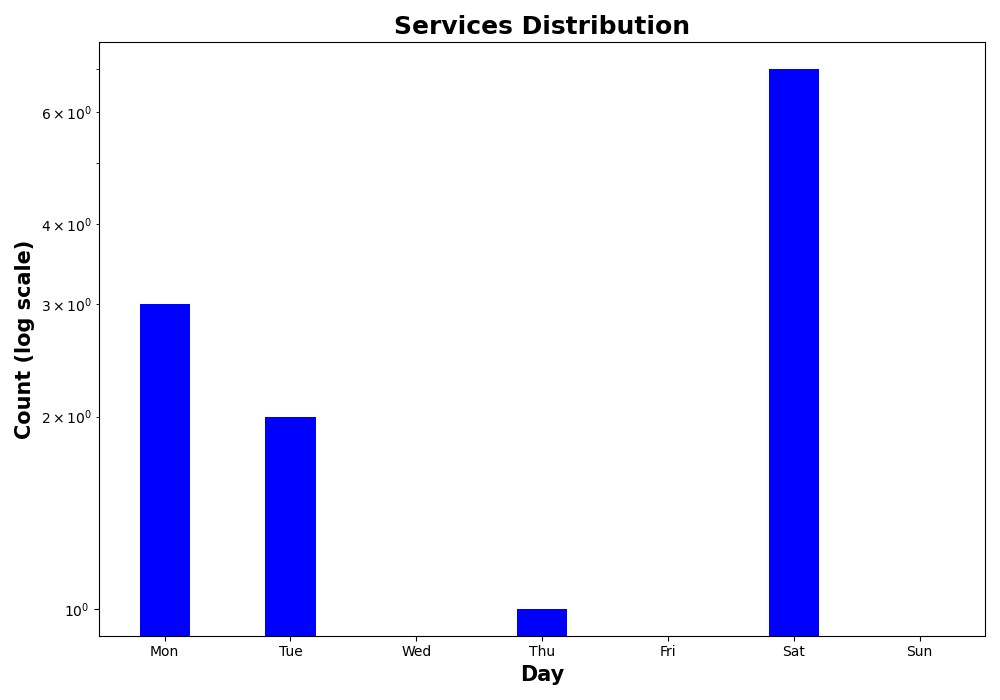 Services Distribution
Count (log scale)
6 × 10⁰
4 × 10⁰
3 × 10⁰
2 × 10⁰
10⁰
Mon Tue Wed Thu Fri Sat Sun
Day